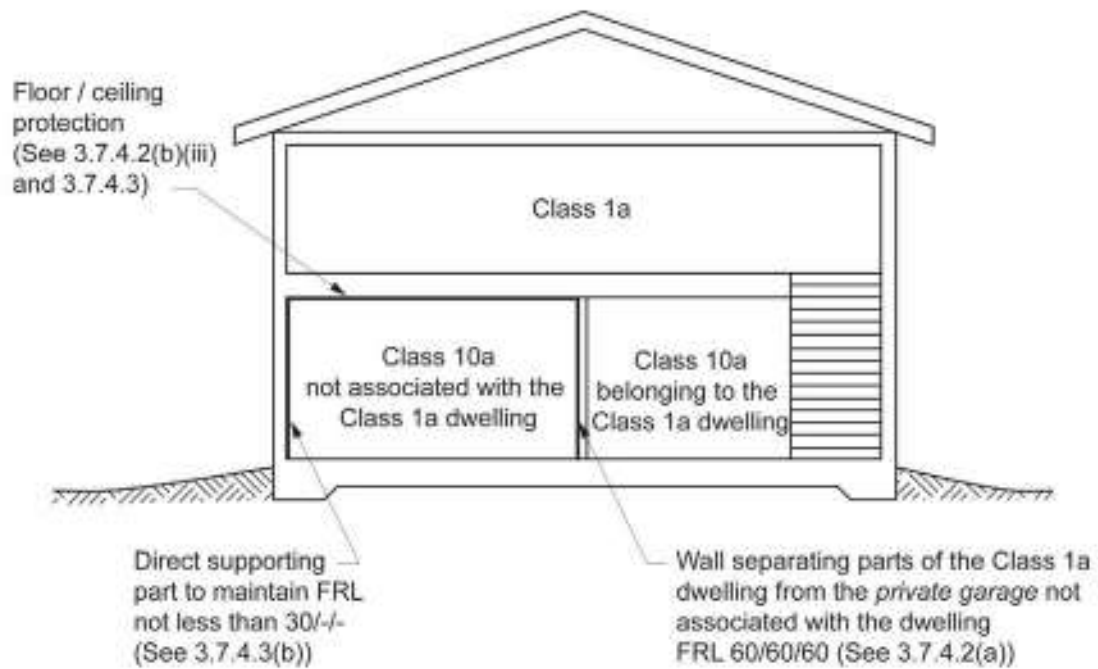 Floor / ceiling
protection
(See 3.7.4.2(b)(iii)
and 3.7.4.3)
Class 1a
Class 10a
not associated with the
Class 1a dwelling
Class 10a
belonging to the
Class 1a dwelling
Direct supporting
part to maintain FRL
not less than 30/-/-
(See 3.7.4.3(b))
Wall separating parts of the Class 1a
dwelling from the private garage not
associated with the dwelling
FRL 60/60/60 (See 3.7.4.2(a))